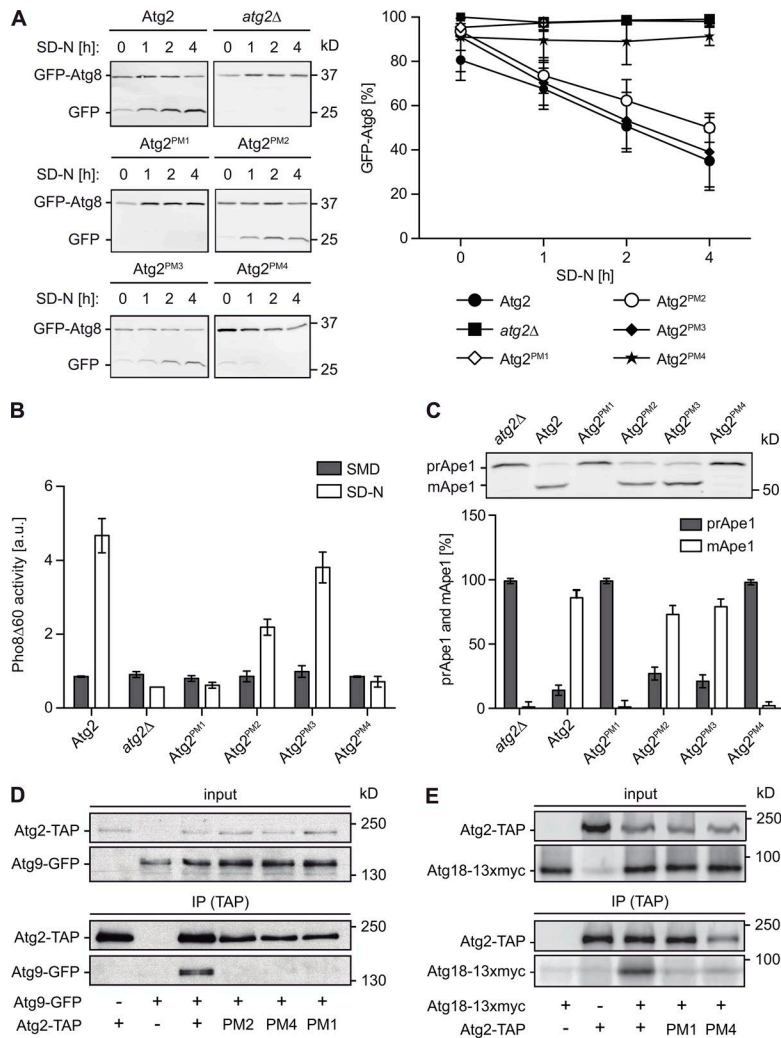 A
Atg2 atg2Δ
SD-N [h]: 0 1 2 4 0 1 2 4 kD
GFP-Atg8 37
GFP 25
Atg2PM1 Atg2PM2
SD-N [h]: 0 1 2 4 0 1 2 4
GFP-Atg8 37
GFP 25
Atg2PM3 Atg2PM4
SD-N [h]: 0 1 2 4 0 1 2 4
GFP-Atg8 37
GFP 25
GFP-Atg8 [%]
100
80
60
40
20
100
0
0 1 2 4
SD-N [h]
Atg2 Atg2PM2
atg2Δ Atg2PM3
Atg2PM1 Atg2PM4
B
SMD
SD-N
Pho8Δ60 activity [a.u.]
6
4
2
0
Atg2 atg2Δ Atg2PM1 Atg2PM2 Atg2PM3 Atg2PM4
C
atg2Δ Atg2 Atg2PM1 Atg2PM2 Atg2PM3 Atg2PM4
kD
prApe1
mApe1 50
prApe1 and mApe1 [%]
150
100
50
0
prApe1
mApe1
atg2Δ Atg2 Atg2PM1 Atg2PM2 Atg2PM3 Atg2PM4
D
input kD
Atg2-TAP 250
Atg9-GFP 130
IP (TAP)
Atg2-TAP 250
Atg9-GFP 130
Atg9-GFP - + + + + +
Atg2-TAP + - + PM2 PM4 PM1
E
input kD
Atg2-TAP 250
Atg18-13xmyc 100
IP (TAP)
Atg2-TAP 250
Atg18-13xmyc 100
Atg18-13xmyc + - + + +
Atg2-TAP - + + PM1 PM4